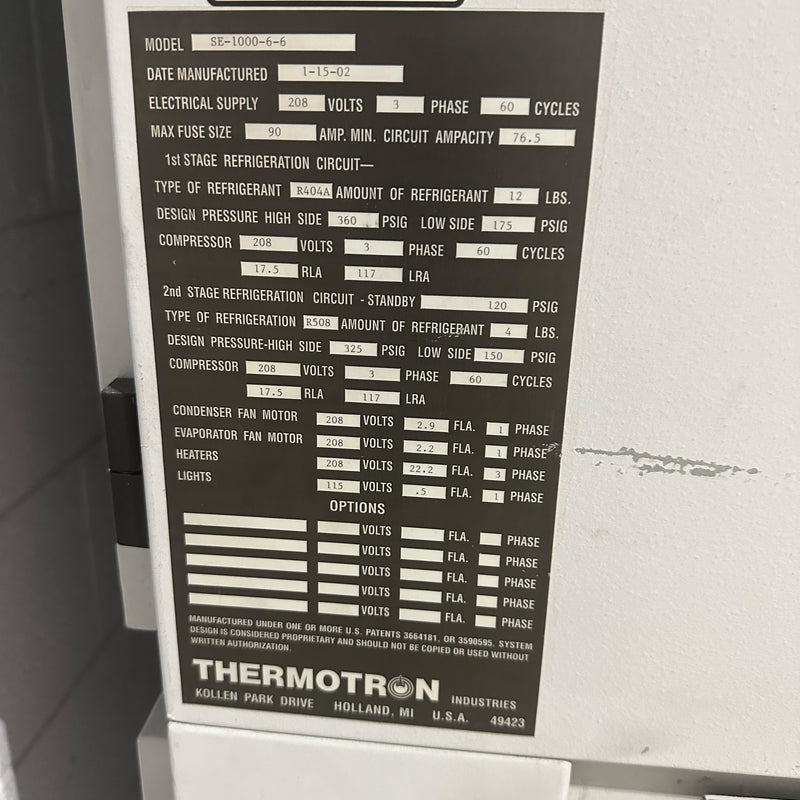 MODEL SE-1000-6-6
DATE MANUFACTURED 1-15-02
ELECTRICAL SUPPLY 208 VOLTS 3 PHASE 60 CYCLES
MAX FUSE SIZE 90 AMP. MIN. CIRCUIT AMPACITY 76.5
1st STAGE REFRIGERATION CIRCUIT—
TYPE OF REFRIGERANT R404A AMOUNT OF REFRIGERANT 12 LBS.
DESIGN PRESSURE HIGH SIDE 360 PSIG LOW SIDE 175 PSIG
COMPRESSOR 208 VOLTS 3 PHASE 60 CYCLES
17.5 RLA 117 LRA
2nd STAGE REFRIGERATION CIRCUIT - STANDBY 120 PSIG
TYPE OF REFRIGERATION R508 AMOUNT OF REFRIGERANT 4 LBS.
DESIGN PRESSURE-HIGH SIDE 325 PSIG LOW SIDE 150 PSIG
COMPRESSOR 208 VOLTS 3 PHASE 60 CYCLES
17.5 RLA 117 LRA
CONDENSER FAN MOTOR 208 VOLTS 2.9 FLA. 1 PHASE
EVAPORATOR FAN MOTOR 208 VOLTS 2.2 FLA. 1 PHASE
HEATERS 208 VOLTS 22.2 FLA. 3 PHASE
LIGHTS 115 VOLTS .5 FLA. 1 PHASE
OPTIONS
VOLTS FLA. PHASE
VOLTS FLA. PHASE
VOLTS FLA. PHASE
VOLTS FLA. PHASE
VOLTS FLA. PHASE
MANUFACTURED UNDER ONE OR MORE U.S. PATENTS 3664181, OR 3590595. SYSTEM
DESIGN IS CONSIDERED PROPRIETARY AND SHOULD NOT BE COPIED OR USED WITHOUT
WRITTEN AUTHORIZATION.
THERMOTRON INDUSTRIES
KOLLEN PARK DRIVE HOLLAND, MI U.S.A. 49423